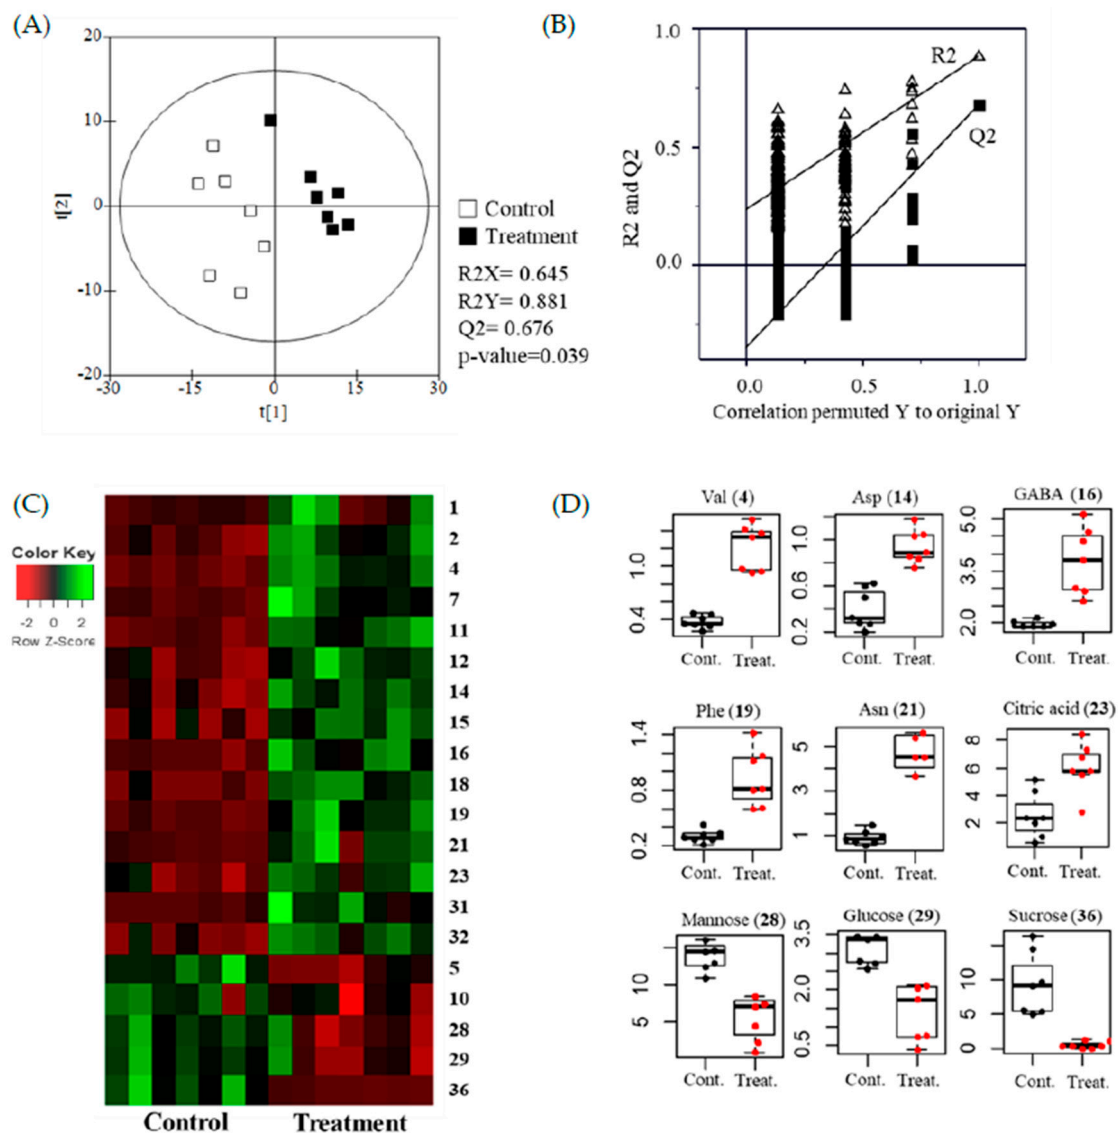 (A)
20
10
0
-10
-20
t[2]
-30 -15 0 15 30
t[1]
Control
Treatment
R2X= 0.645
R2Y= 0.881
Q2= 0.676
p-value=0.039
(B)
1.0
0.5
0.0
R2 and Q2
R2
Q2
0.0 0.5 1.0
Correlation permuted Y to original Y
(C)
Color Key
-2 0 2
Row Z-Score
1
2
4
7
11
12
14
15
16
18
19
21
23
31
32
5
10
28
29
36
Control Treatment
(D)
Val (4)
1.0
0.4
Cont. Treat.
Asp (14)
1.0
0.6
0.2
Cont. Treat.
GABA (16)
5.0
3.5
2.0
Cont. Treat.
Phe (19)
1.4
0.8
0.2
Cont. Treat.
Asn (21)
5
3
1
Cont. Treat.
Citric acid (23)
8
6
4
2
Cont. Treat.
Mannose (28)
10
5
Cont. Treat.
Glucose (29)
3.5
2.0
0.5
Cont. Treat.
Sucrose (36)
15
10
5
0
Cont. Treat.